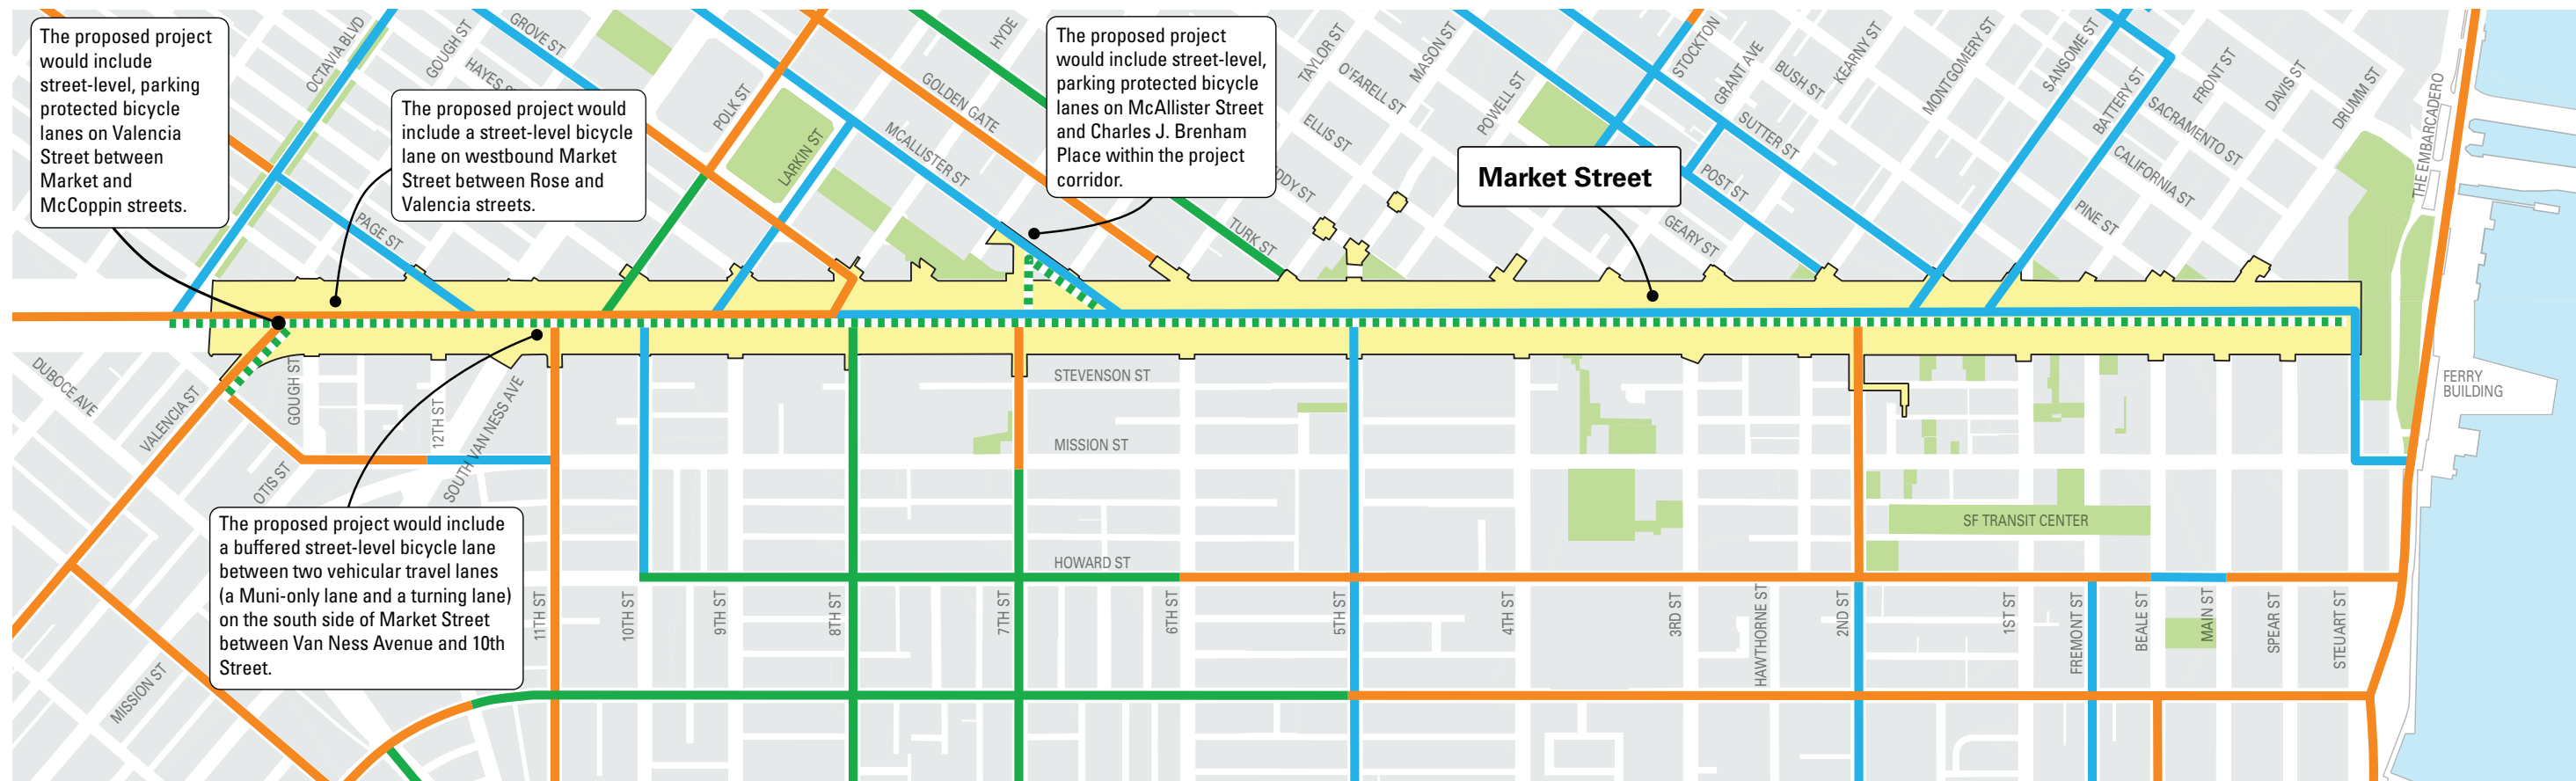 The proposed project
would include
street-level, parking
protected bicycle
lanes on Valencia
Street between
Market and
McCoppin streets.
The proposed project would
include a street-level bicycle
lane on westbound Market
Street between Rose and
Valencia streets.
The proposed project
would include street-level,
parking protected bicycle
lanes on McAllister Street
and Charles J. Brenham
Place within the project
corridor.
Market Street
The proposed project would include
a buffered street-level bicycle lane
between two vehicular travel lanes
(a Muni-only lane and a turning lane)
on the south side of Market Street
between Van Ness Avenue and 10th
Street.
OCTAVIA BLVD
GOUGH ST
GROVE ST
HAYES S
PAGE ST
POLK ST
LARKIN ST
GOLDEN GATE
MCALLISTER ST
HYDE
TURK ST
DDY ST
ELLIS ST
O'FARELL ST
TAYLOR ST
MASON ST
POWELL ST
STOCKTON
GRANT AVE
BUSH ST
KEARNY ST
SUTTER ST
POST ST
GEARY ST
MONTGOMERY ST
SANSOME ST
BATTERY ST
SACRAMENTO ST
CALIFORNIA ST
PINE ST
FRONT ST
DAVIS ST
DRUMM ST
THE EMBARCADERO
FERRY
BUILDING
DUBOCE AVE
VALENCIA ST
GOUGH ST
12TH ST
SOUTH VAN NESS AVE
OTIS ST
MISSION ST
STEVENSON ST
MISSION ST
HOWARD ST
SF TRANSIT CENTER
11TH ST
10TH ST
9TH ST
8TH ST
7TH ST
6TH ST
5TH ST
4TH ST
3RD ST
HAWTHORNE ST
2ND ST
1ST ST
FREMONT ST
BEALE ST
MAIN ST
SPEAR ST
STEUART ST